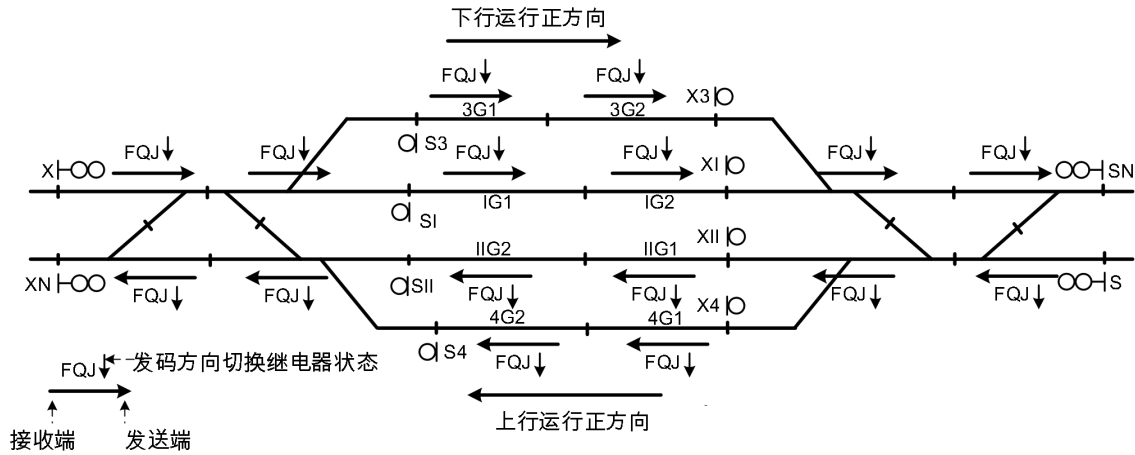 下行运行正方向
FQJ FQJ
X3
3G1 3G2
S3
FQJ FQJ FQJ FQJ FQJ FQJ
X XI SN
IG1 IG2
SI
XII
IIG2 IIG1
XN SII S
FQJ FQJ FQJ FQJ FQJ FQJ
X4
4G2 4G1
S4
FQJ FQJ
FQJ 发码方向切换继电器状态
上行运行正方向
接收端 发送端